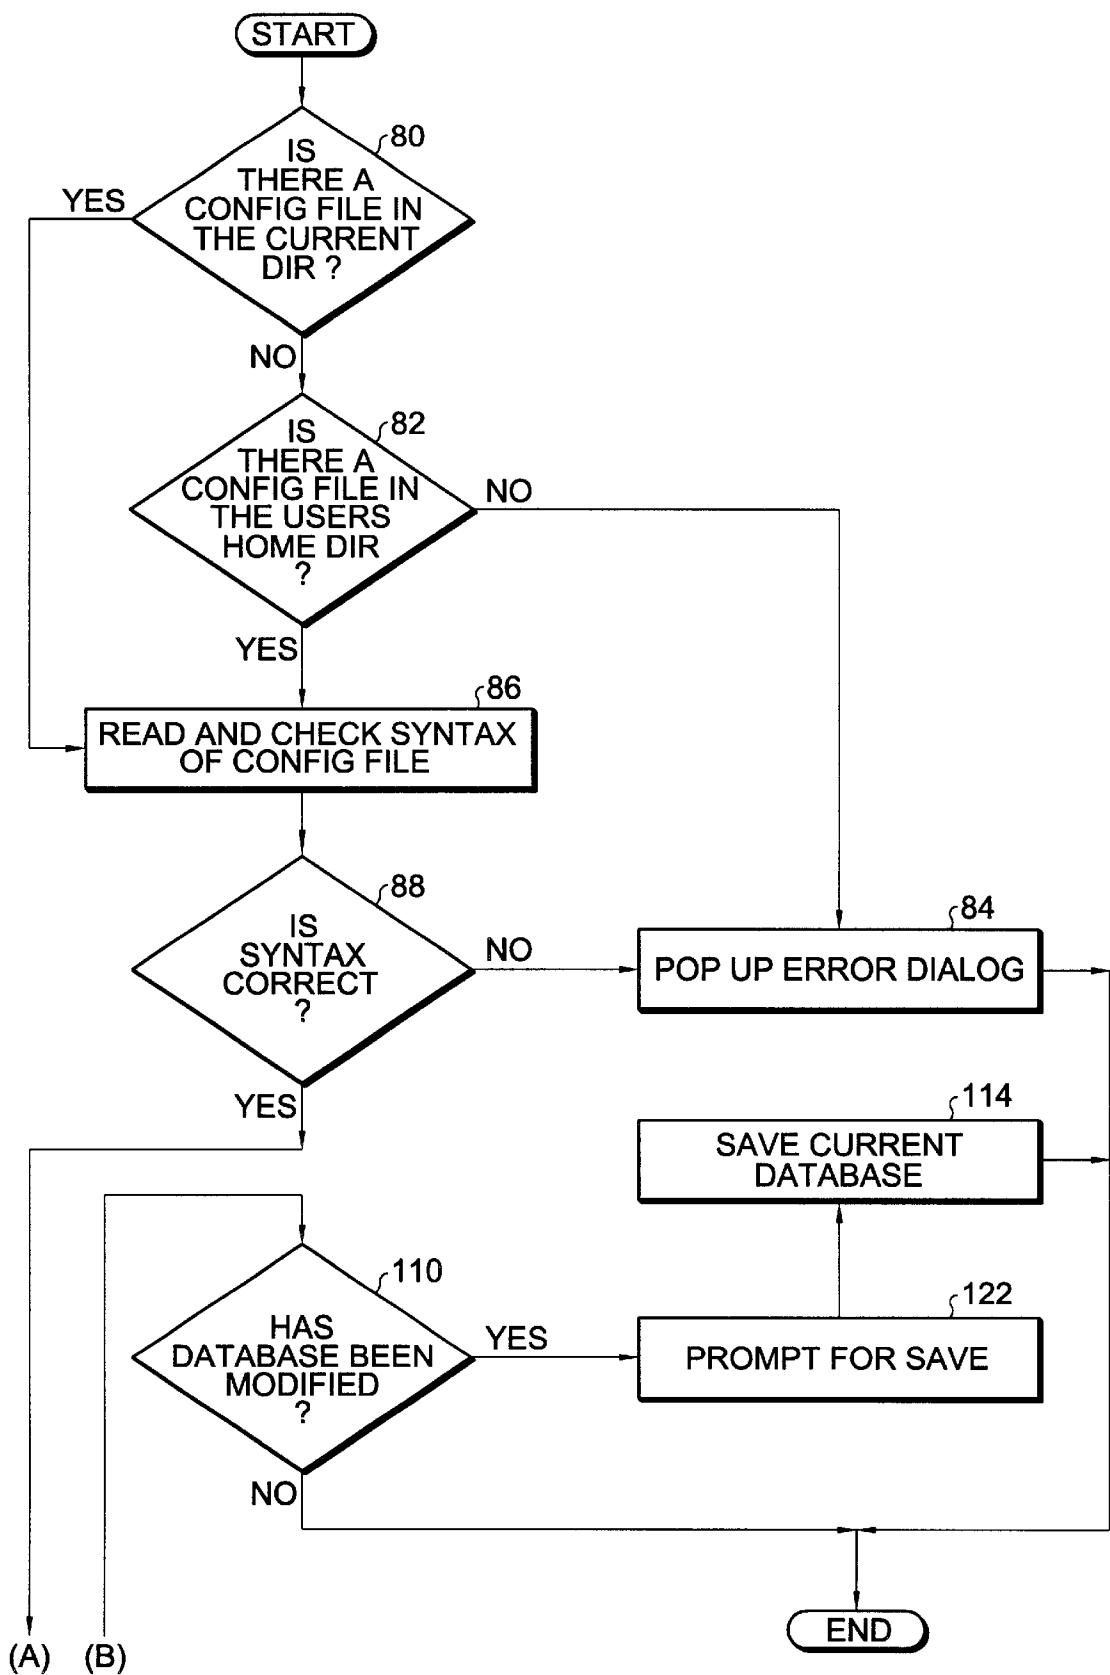 START
80
IS
THERE A
CONFIG FILE IN
THE CURRENT
DIR ?
YES
NO
82
IS
THERE A
CONFIG FILE IN
THE USERS
HOME DIR
?
NO
YES
86
READ AND CHECK SYNTAX
OF CONFIG FILE
88
IS
SYNTAX
CORRECT
?
NO
YES
84
POP UP ERROR DIALOG
114
SAVE CURRENT
DATABASE
110
HAS
DATABASE BEEN
MODIFIED
?
YES
NO
122
PROMPT FOR SAVE
END
(A)
(B)